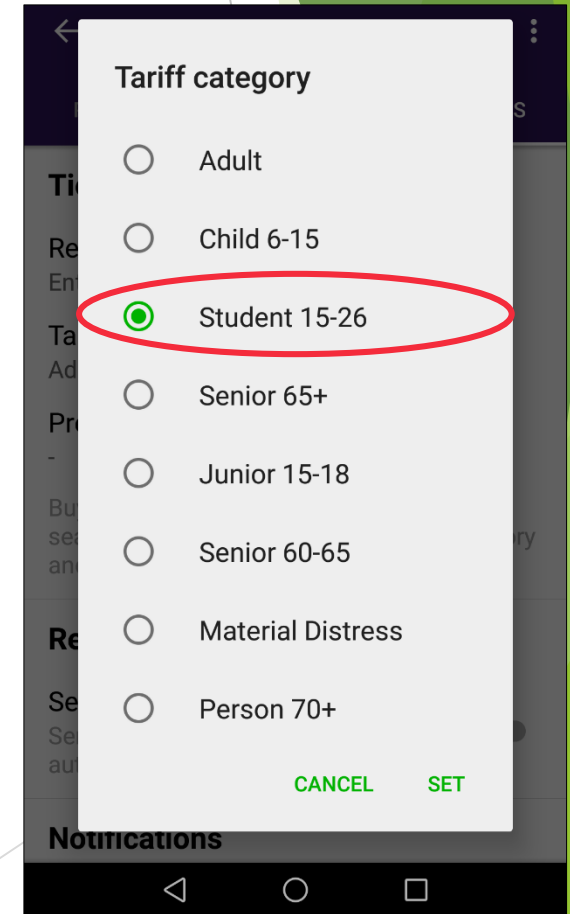 Tariff category
Adult
Child 6-15
Student 15-26
Senior 65+
Junior 15-18
Senior 60-65
Material Distress
Person 70+
CANCEL SET
Notifications